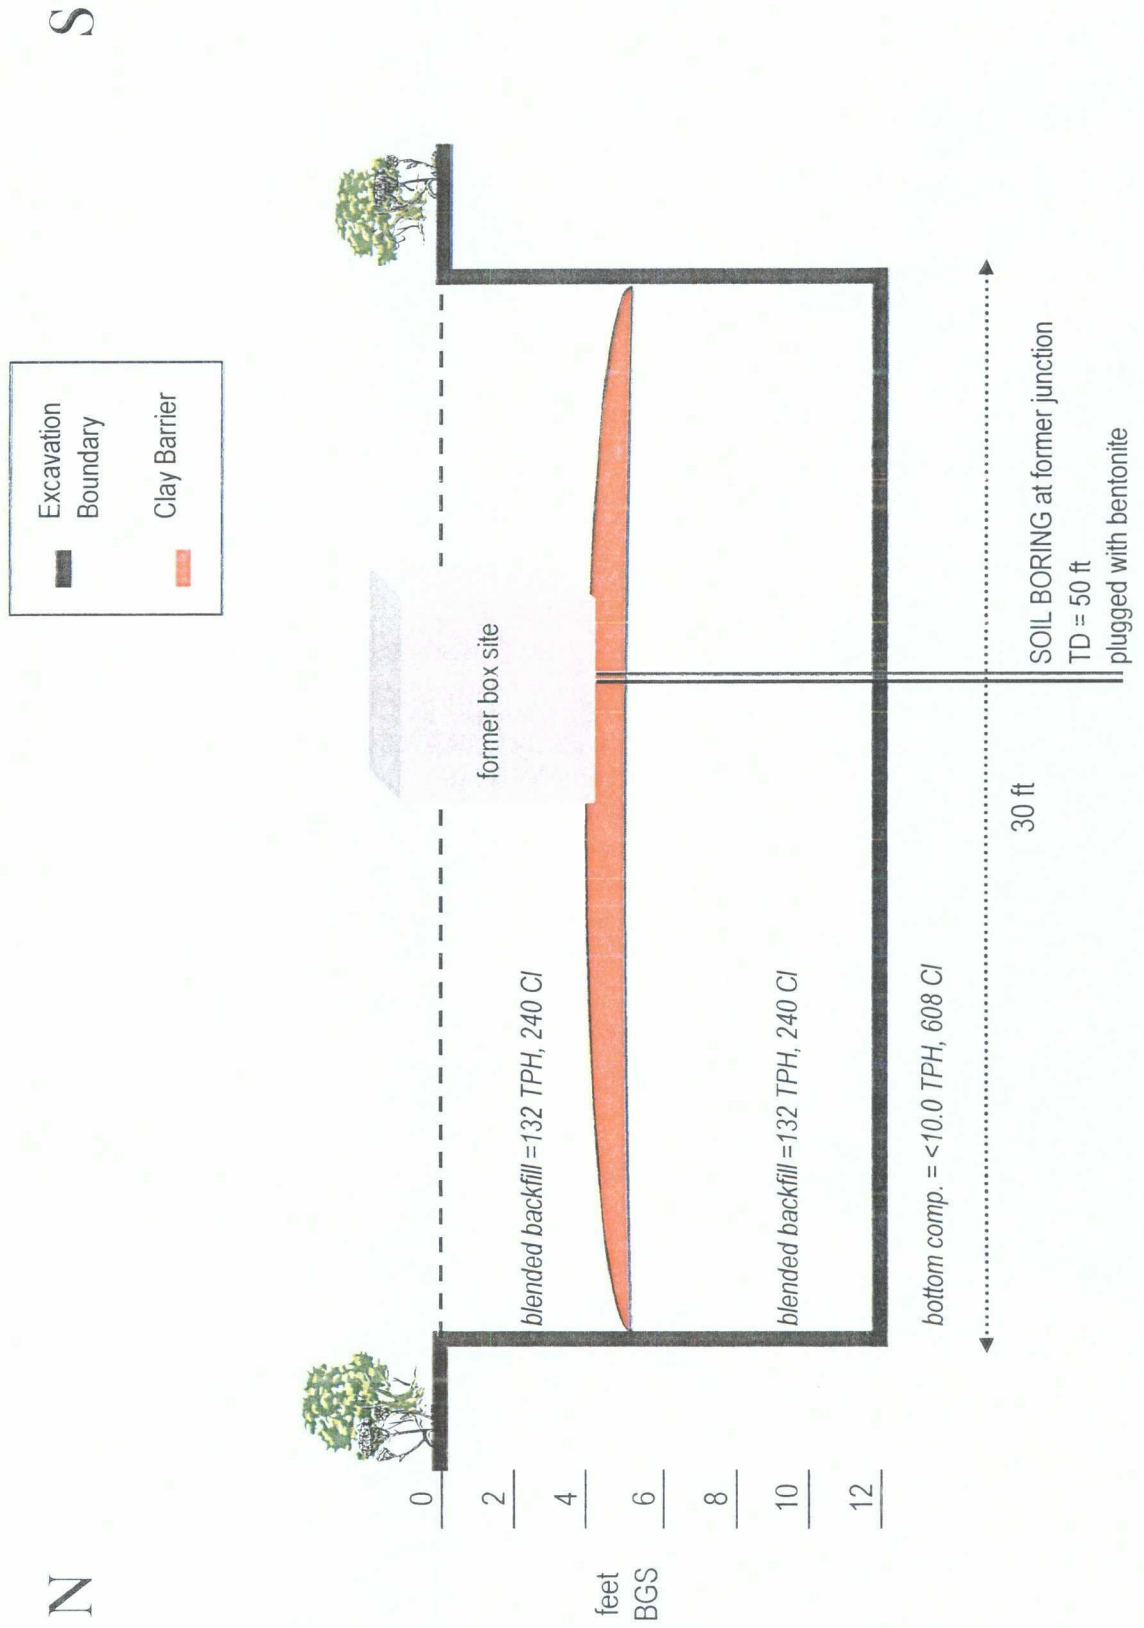 N
S
Excavation
Boundary
Clay Barrier
feet
BGS
0
2
4
6
8
10
12
former box site
blended backfill =132 TPH, 240 Cl
blended backfill =132 TPH, 240 Cl
bottom comp. = <10.0 TPH, 608 Cl
30 ft
SOIL BORING at former junction
TD = 50 ft
plugged with bentonite